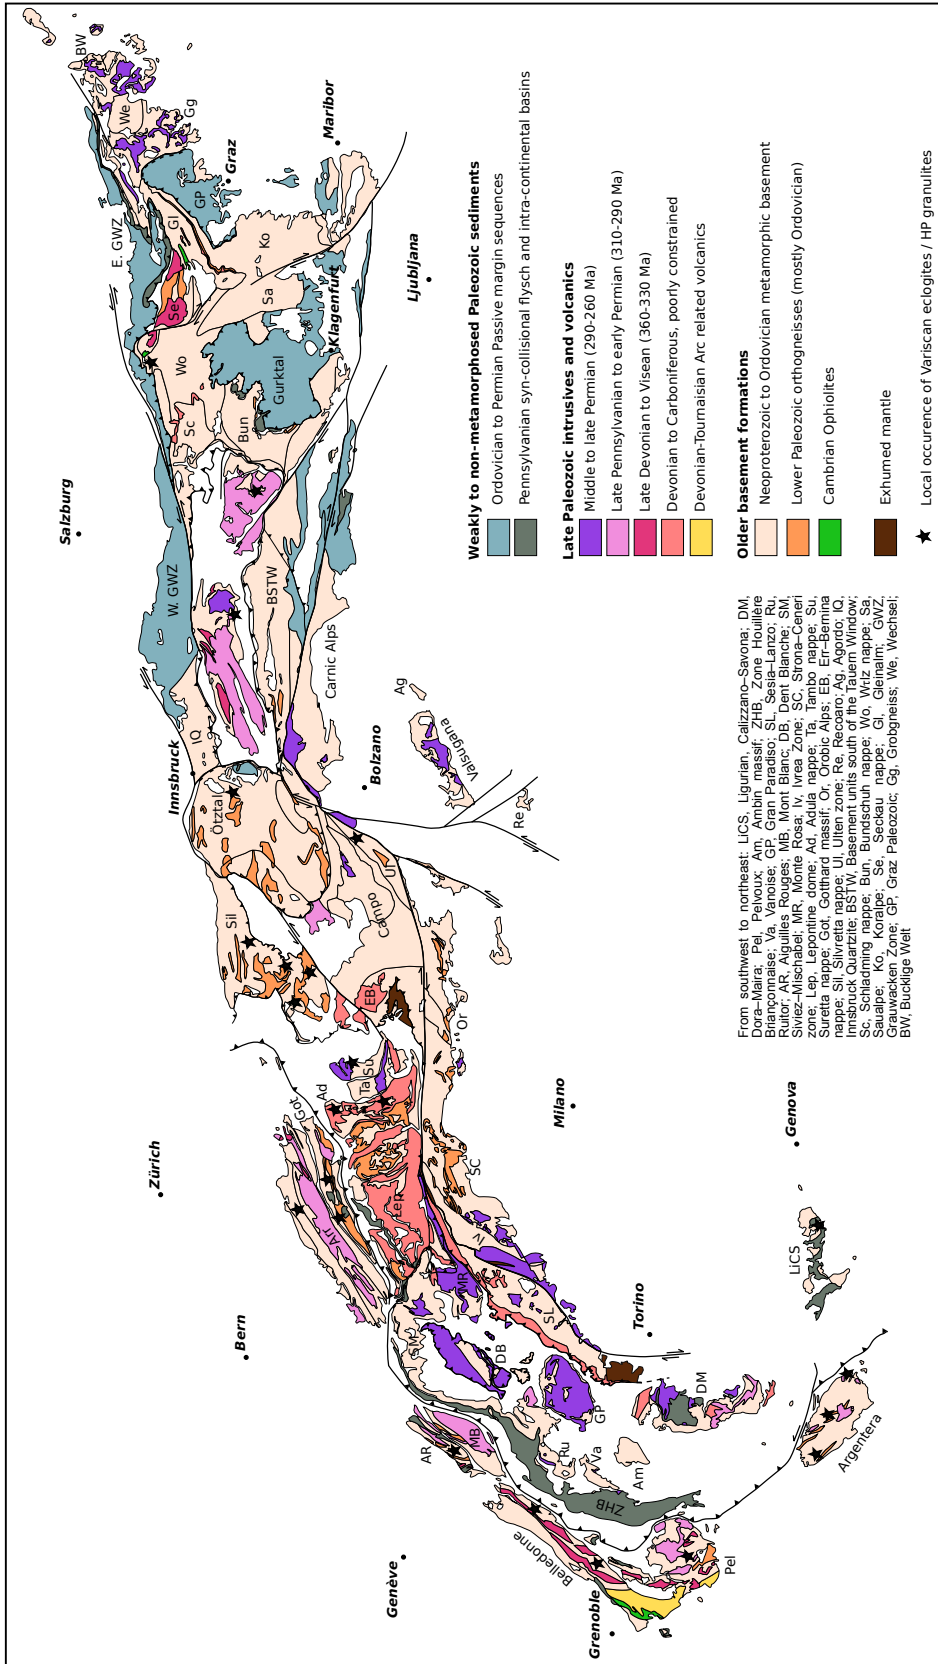 Genève
Bern
Zürich
Innsbruck
Salzburg
Grenoble
Torino
Milano
Genova
Bolzano
Klagenfurt
Ljubljana
Graz
Maribor
Belledonne
Pel
ZHB
Am
Va
Ru
AR
MB
GP
DB
SM
MR
SL
DM
Argentera
LiCS
Iv
SC
Lep
Arr
Got
Ad
Ta
Su
Or
EB
Sil
Campo
Ul
Ötztal
IQ
Re
Valsugana
Ag
Carnic Alps
BSTW
W. GWZ
Sc
Bun
Gurktal
Wo
Sa
Ko
Se
Gl
E. GWZ
GP
Gg
We
BW
From southwest to northeast: LiCS, Ligurian, Calizzano–Savona; DM,
Dora–Maira; Pel, Pelvoux; Am, Ambin massif; ZHB, Zone Houillère
Briançonnaise; Va, Vanoise; GP, Gran Paradiso; SL, Sesia–Lanzo; Ru,
Ruitor; AR, Aiguilles Rouges; MB, Mont Blanc; DB, Dent Blanche; SM,
Siviez–Mischabel; MR, Monte Rosa; Iv, Ivrea Zone; SC, Strona–Ceneri
zone; Lep, Lepontine dome; Ad, Adula nappe; Ta, Tambo nappe; Su,
Suretta nappe; Got, Gotthard massif; Or, Orobic Alps; EB, Err–Bernina
nappe; Sil, Silvretta nappe; Ul, Ulten zone; Re, Recoaro; Ag, Agordo; IQ,
Innsbruck Quartzite; BSTW, Basement units south of the Tauern Window;
Sc, Schladming nappe; Bun, Bundschuh nappe; Wo, Wölz nappe; Sa,
Saualpe; Ko, Koralpe; Se, Seckau nappe; Gl, Gleinalm; GWZ,
Grauwacken Zone; GP, Graz Paleozoic, Gg, Grobgneiss; We, Wechsel;
BW, Bucklige Welt
Weakly to non-metamorphosed Paleozoic sediments
Ordovician to Permian Passive margin sequences
Pennsylvanian syn-collisional flysch and intra-continental basins
Late Paleozoic intrusives and volcanics
Middle to late Permian (290-260 Ma)
Late Pennsylvanian to early Permian (310-290 Ma)
Late Devonian to Visean (360-330 Ma)
Devonian to Carboniferous, poorly constrained
Devonian-Tournaisian Arc related volcanics
Older basement formations
Neoproterozoic to Ordovician metamorphic basement
Lower Paleozoic orthogneisses (mostly Ordovician)
Cambrian Ophiolites
Exhumed mantle
Local occurence of Variscan eclogites / HP granulites